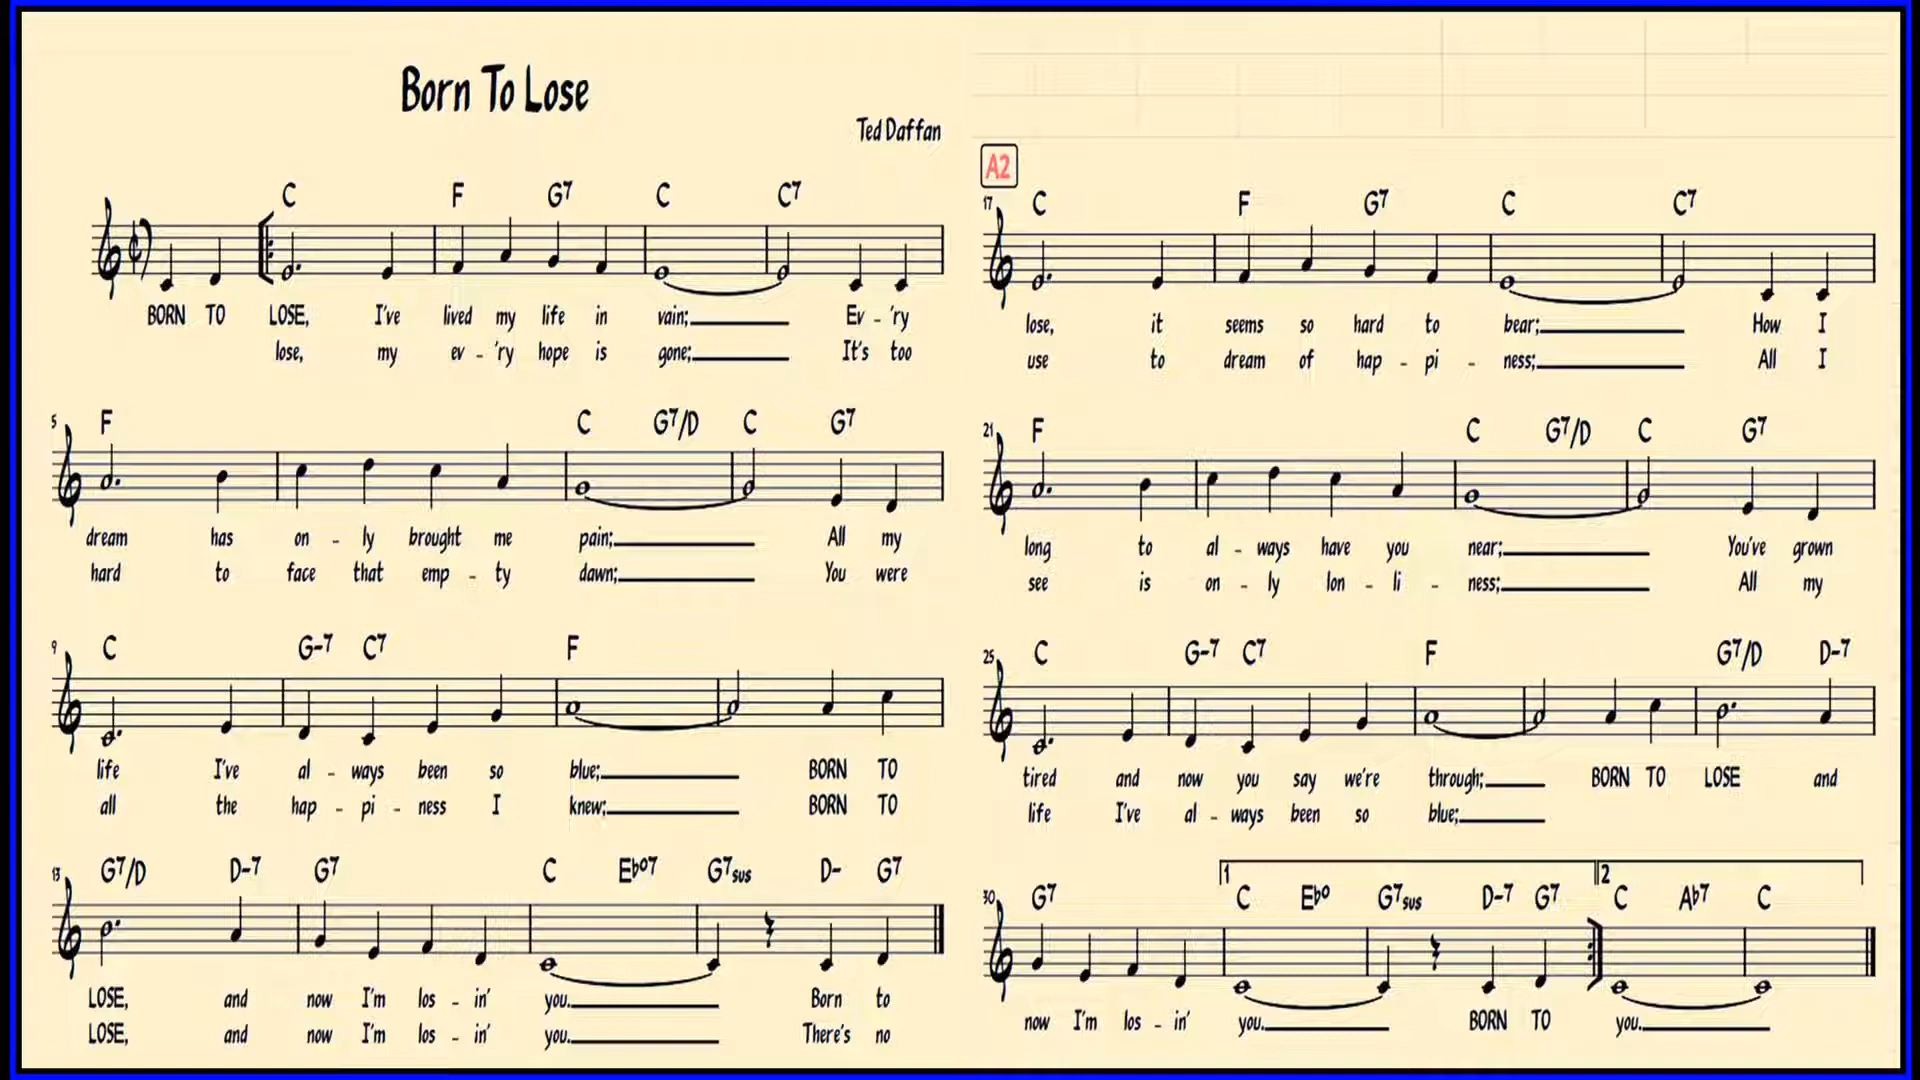 Born To Lose
Ted Daffan
C F G7 C C7
BORN TO LOSE, I've lived my life in vain; Ev - 'ry
lose, my ev - 'ry hope is gone; It's too
5
F C G7/D C G7
dream has on - ly brought me pain; All my
hard to face that emp - ty dawn; You were
9
C G-7 C7 F
life I've al - ways been so blue; BORN TO
all the hap - pi - ness I knew; BORN TO
13
G7/D D-7 G7 C Ebo7 G7sus D- G7
LOSE, and now I'm los - in' you. Born to
LOSE, and now I'm los - in' you. There's no
A2
17
C F G7 C C7
lose, it seems so hard to bear; How I
use to dream of hap - pi - ness; All I
21
F C G7/D C G7
long to al - ways have you near; You've grown
see is on - ly lon - li - ness; All my
25
C G-7 C7 F G7/D D-7
tired and now you say we're through; BORN TO LOSE and
life I've al - ways been so blue;
1 2
30
G7 C Ebo G7sus D-7 G7 C Ab7 C
now I'm los - in' you. BORN TO you.